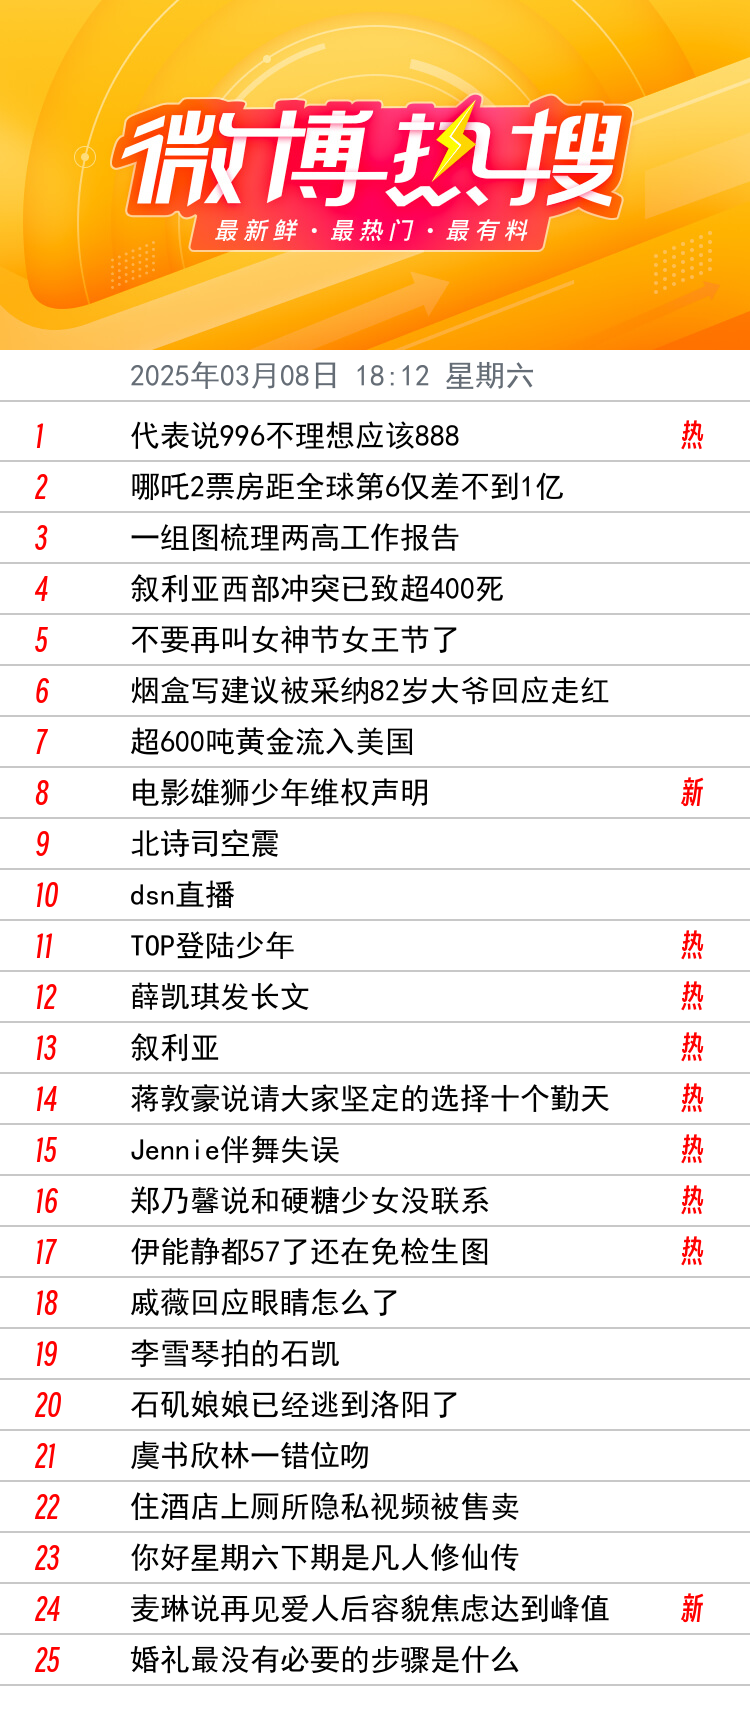 微博热搜
最新鲜·最热门·最有料
2025年03月08日 18:12 星期六
1 代表说996不理想应该888 热
2 哪吒2票房距全球第6仅差不到1亿
3 一组图梳理两高工作报告
4 叙利亚西部冲突已致超400死
5 不要再叫女神节女王节了
6 烟盒写建议被采纳82岁大爷回应走红
7 超600吨黄金流入美国
8 电影雄狮少年维权声明 新
9 北诗司空震
10 dsn直播
11 TOP登陆少年 热
12 薛凯琪发长文 热
13 叙利亚 热
14 蒋敦豪说请大家坚定的选择十个勤天 热
15 Jennie伴舞失误 热
16 郑乃馨说和硬糖少女没联系 热
17 伊能静都57了还在免检生图 热
18 戚薇回应眼睛怎么了
19 李雪琴拍的石凯
20 石矶娘娘已经逃到洛阳了
21 虞书欣林一错位吻
22 住酒店上厕所隐私视频被售卖
23 你好星期六下期是凡人修仙传
24 麦琳说再见爱人后容貌焦虑达到峰值 新
25 婚礼最没有必要的步骤是什么